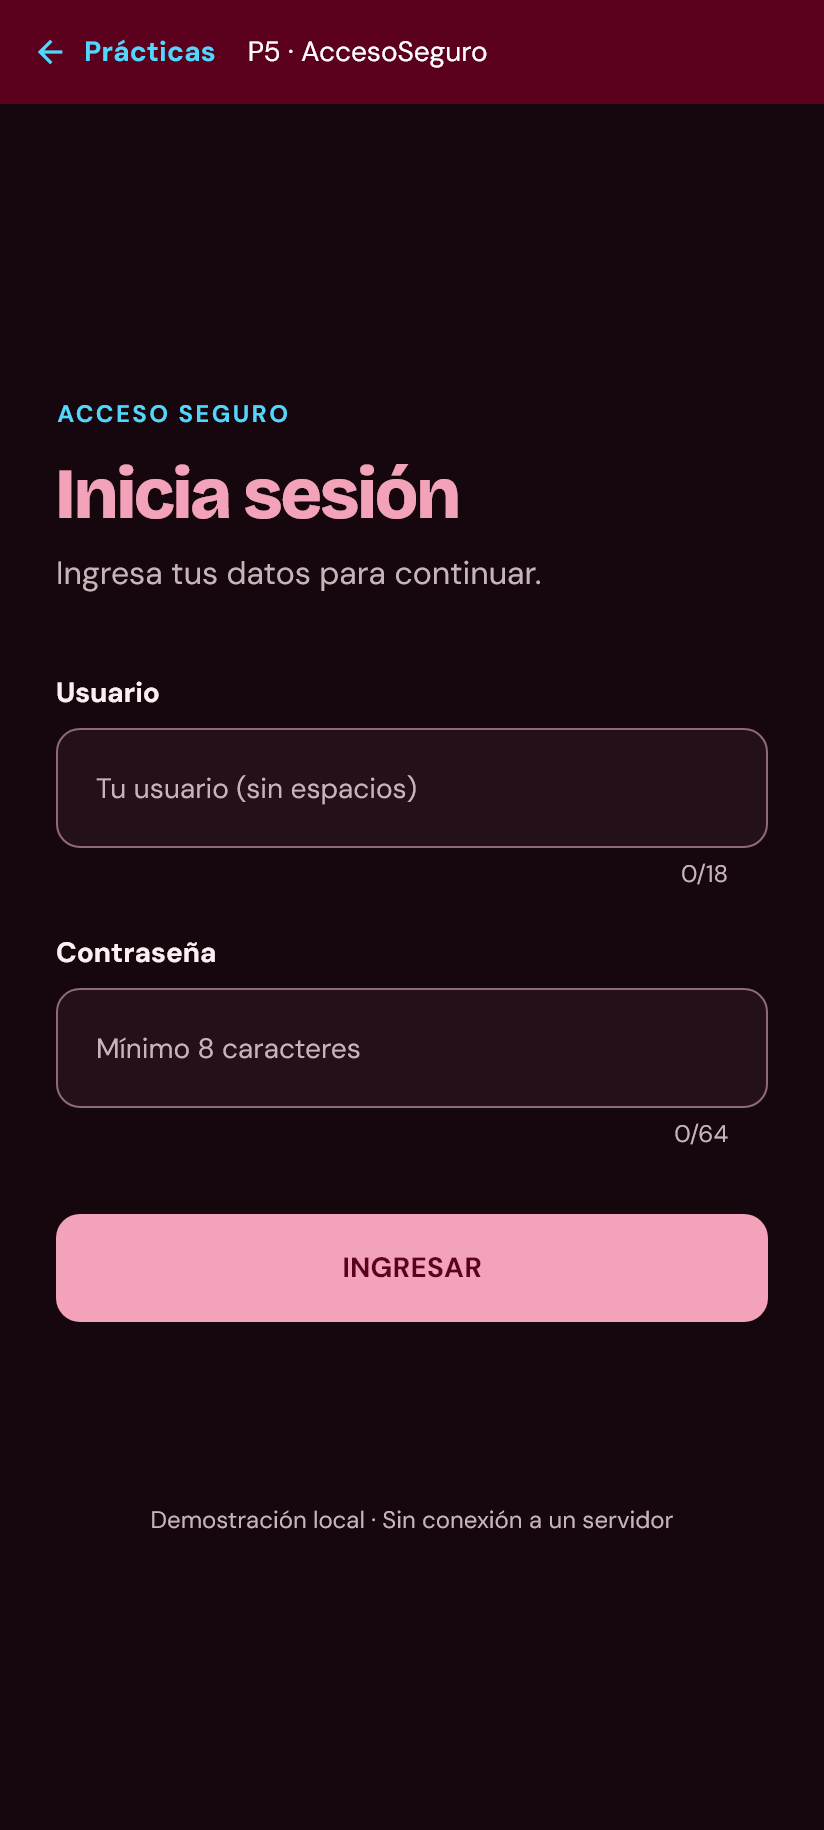 ← Prácticas P5 · AccesoSeguro
ACCESO SEGURO
Inicia sesión
Ingresa tus datos para continuar.
Usuario
Tu usuario (sin espacios)
0/18
Contraseña
Mínimo 8 caracteres
0/64
INGRESAR
Demostración local · Sin conexión a un servidor